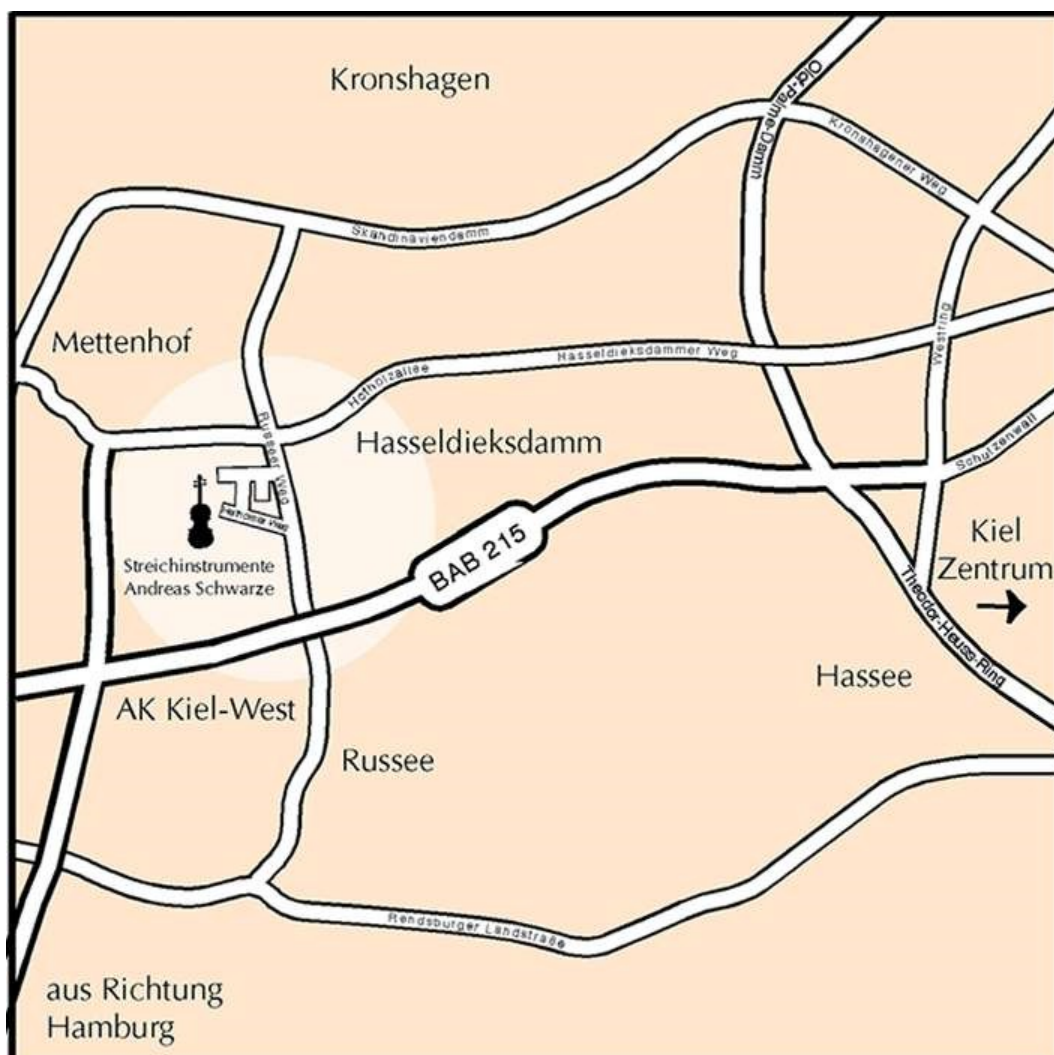 Kronshagen
Olof-Palme-Damm
Kronshagener Weg
Skandinaviendamm
Mettenhof
Hasseldieksdammer Weg
Westring
Hofholzallee
Russeer Weg
Hasseldieksdamm
Schützenwall
Streichinstrumente
Andreas Schwarze
BAB 215
Kiel
Zentrum
Theodor-Heuss-Ring
Hassee
AK Kiel-West
Russee
Rendsburger Landstraße
aus Richtung
Hamburg